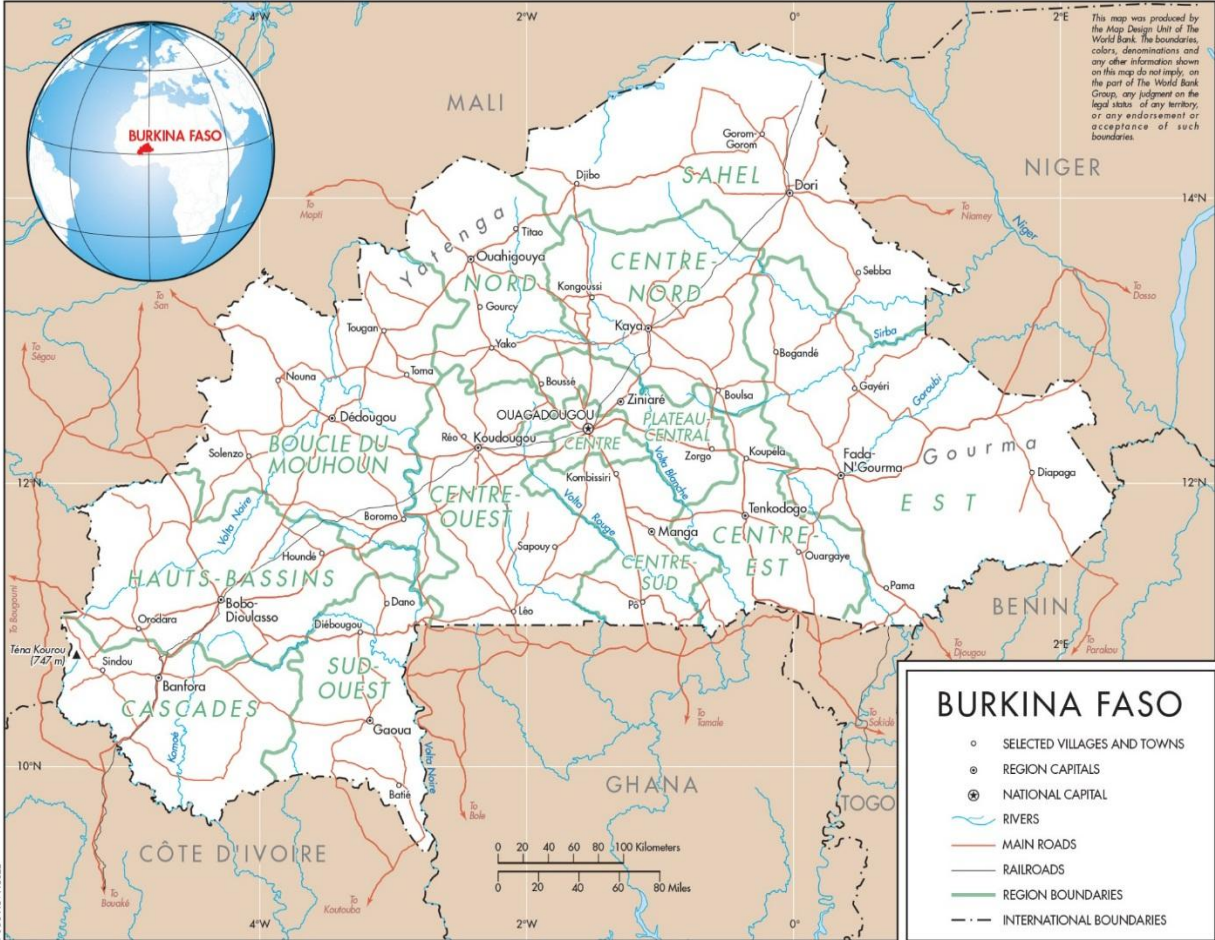 4°W
2°W
0°
2°E
This map was produced by
the Map Design Unit of The
World Bank. The boundaries,
colors, denominations and
any other information shown
on this map do not imply, on
the part of The World Bank
Group, any judgment on the
legal status of any territory,
or any endorsement or
acceptance of such
boundaries.
BURKINA FASO
MALI
NIGER
Gorom-
Gorom
SAHEL
Djibo
Dori
14°N
14°N
To
Mopti
To
Niamey
Niger
Yatenga
Titao
Ouahigouya
NORD
CENTRE-
NORD
Sebba
Kongoussi
To
San
To
Dosso
Gourcy
Tougan
Kaya
Sirba
To
Ségou
Yako
Bogandé
Nouna
Toma
Boussé
Boulsa
Gayéri
Goroubi
Ziniaré
Dédougou
OUAGADOUGOU
PLATEAU-
CENTRAL
BOUCLE DU
MOUHOUN
Réo
Koudougou
CENTRE
Gourma
Solenzo
Zorgo
Koupéla
Fada-
N'Gourma
Kombissiri
Volta Blanche
Diapaga
12°N
12°N
CENTRE-
OUEST
Volta Rouge
EST
Volta Noire
Boromo
Tenkodogo
Manga
CENTRE-
EST
Houndé
Sapouy
Ouargaye
HAUTS-BASSINS
CENTRE-
SUD
Pama
To Bougouni
Bobo-
Dioulasso
Dano
Léo
Pô
BENIN
Orodara
Diébougou
Téna Kourou
(747 m)
To
Djougou
2°E
To
Parakou
Sindou
SUD-
OUEST
Banfora
CASCADES
Gaoua
To
Tamale
To
Sokidé
Komoé
Volta Noire
10°N
Batié
GHANA
TOGO
To
Bole
CÔTE D'IVOIRE
0 20 40 60 80 100 Kilometers
0 20 40 60 80 Miles
To
Bouaké
To
Koutouba
4°W
2°W
0°
BURKINA FASO
SELECTED VILLAGES AND TOWNS
REGION CAPITALS
NATIONAL CAPITAL
RIVERS
MAIN ROADS
RAILROADS
REGION BOUNDARIES
INTERNATIONAL BOUNDARIES